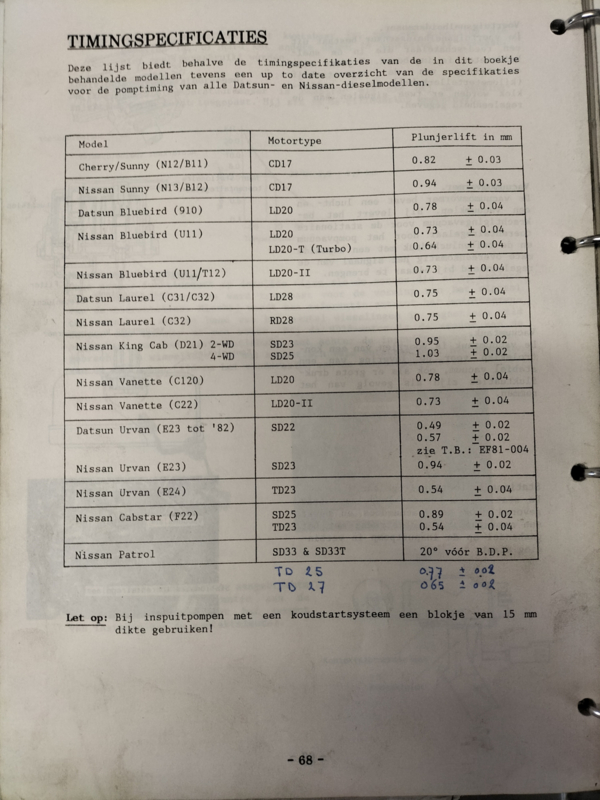 TIMINGSPECIFICATIES
Deze lijst biedt behalve de timingspecifikaties van de in dit boekje
behandelde modellen tevens een up to date overzicht van de specifikaties
voor de pomptiming van alle Datsun- en Nissan-dieselmodellen.
Model Motortype Plunjerlift in mm
Cherry/Sunny (N12/B11) CD17 0.82 ± 0.03
Nissan Sunny (N13/B12) CD17 0.94 ± 0.03
Datsun Bluebird (910) LD20 0.78 ± 0.04
Nissan Bluebird (U11) LD20 0.73 ± 0.04
LD20-T (Turbo) 0.64 ± 0.04
Nissan Bluebird (U11/T12) LD20-II 0.73 ± 0.04
Datsun Laurel (C31/C32) LD28 0.75 ± 0.04
Nissan Laurel (C32) RD28 0.75 ± 0.04
Nissan King Cab (D21) 2-WD SD23 0.95 ± 0.02
4-WD SD25 1.03 ± 0.02
Nissan Vanette (C120) LD20 0.78 ± 0.04
Nissan Vanette (C22) LD20-II 0.73 ± 0.04
Datsun Urvan (E23 tot '82) SD22 0.49 ± 0.02
0.57 ± 0.02
zie T.B.: EF81-004
Nissan Urvan (E23) SD23 0.94 ± 0.02
Nissan Urvan (E24) TD23 0.54 ± 0.04
Nissan Cabstar (F22) SD25 0.89 ± 0.02
TD23 0.54 ± 0.04
Nissan Patrol SD33 & SD33T 20° vóór B.D.P.
TD 25 0.77 ± 0.02
TD 27 065 ± 0.02
Let op: Bij inspuitpompen met een koudstartsysteem een blokje van 15 mm
dikte gebruiken!
- 68 -